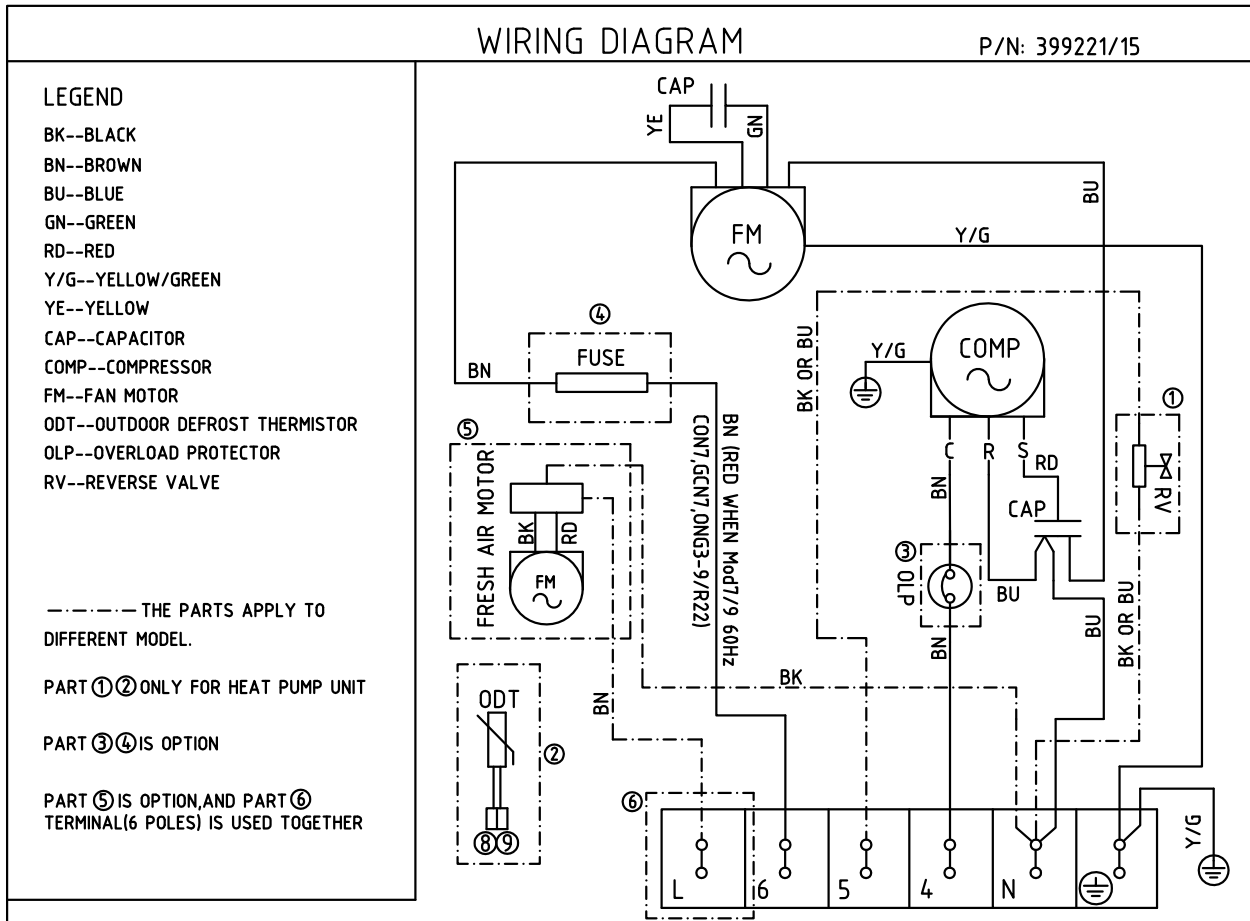 WIRING DIAGRAM
P/N: 399221/15
LEGEND
BK--BLACK
BN--BROWN
BU--BLUE
GN--GREEN
RD--RED
Y/G--YELLOW/GREEN
YE--YELLOW
CAP--CAPACITOR
COMP--COMPRESSOR
FM--FAN MOTOR
ODT--OUTDOOR DEFROST THERMISTOR
OLP--OVERLOAD PROTECTOR
RV--REVERSE VALVE
THE PARTS APPLY TO
DIFFERENT MODEL.
PART ① ② ONLY FOR HEAT PUMP UNIT
PART ③ ④ IS OPTION
PART ⑤ IS OPTION,AND PART ⑥
TERMINAL(6 POLES) IS USED TOGETHER
CAP
YE
GN
FM
BU
Y/G
④
FUSE
BN
BN (RED WHEN Mod7/9 60Hz
CON7,GCN7,ONG3-9/R22)
BK OR BU
Y/G
COMP
C
R
S
RD
BN
CAP
①
RV
⑤
FRESH AIR MOTOR
BK
RD
FM
③
OLP
BU
BN
BU
BK OR BU
BK
BN
ODT
②
⑧⑨
⑥
L
6
5
4
N
Y/G